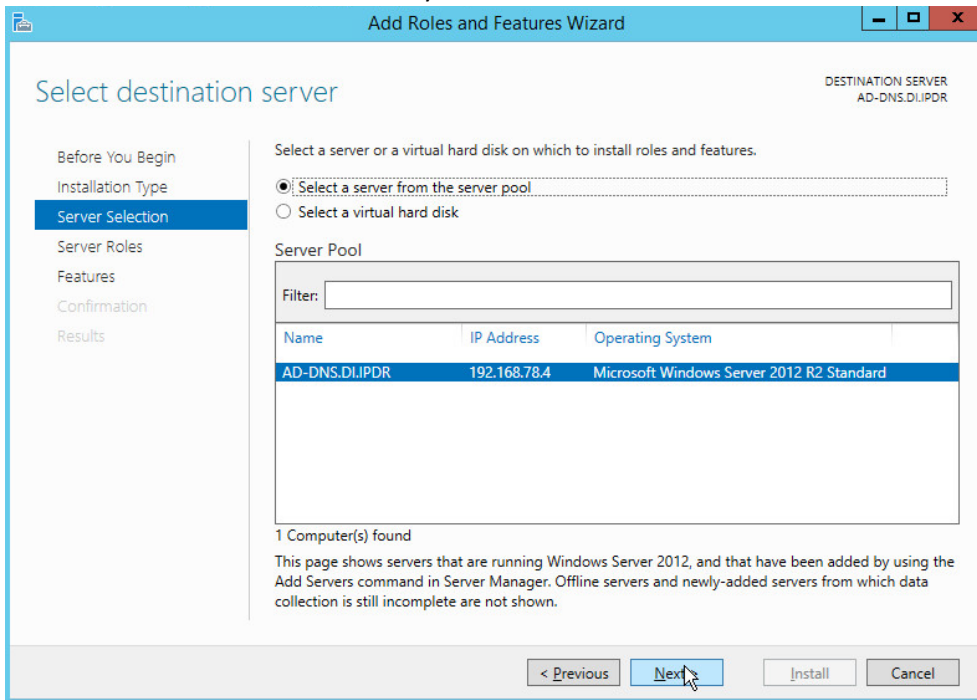 Add Roles and Features Wizard
Select destination server
DESTINATION SERVER
AD-DNS.DI.IPDR
Before You Begin
Installation Type
Server Selection
Server Roles
Features
Confirmation
Results
Select a server or a virtual hard disk on which to install roles and features.
Select a server from the server pool
Select a virtual hard disk
Server Pool
Filter:
Name IP Address Operating System
AD-DNS.DI.IPDR 192.168.78.4 Microsoft Windows Server 2012 R2 Standard
1 Computer(s) found
This page shows servers that are running Windows Server 2012, and that have been added by using the
Add Servers command in Server Manager. Offline servers and newly-added servers from which data
collection is still incomplete are not shown.
< Previous Next > Install Cancel